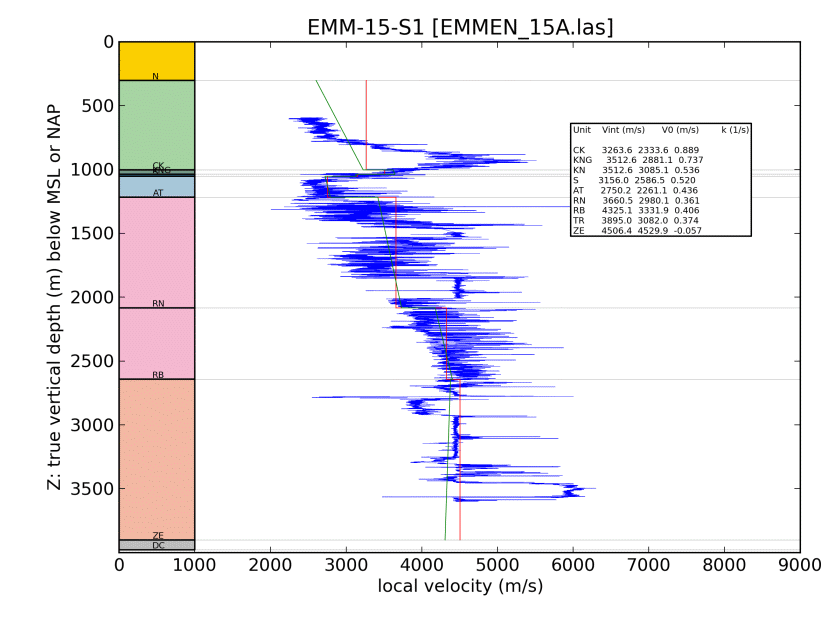 EMM-15-S1 [EMMEN_15A.las]
Z: true vertical depth (m) below MSL or NAP
0
500
1000
1500
2000
2500
3000
3500
N
CK
KNG
AT
RN
RB
ZE
DC
Unit Vint (m/s) V0 (m/s) k (1/s)
CK 3263.6 2333.6 0.889
KNG 3512.6 2881.1 0.737
KN 3512.6 3085.1 0.536
S 3156.0 2586.5 0.520
AT 2750.2 2261.1 0.436
RN 3660.5 2980.1 0.361
RB 4325.1 3331.9 0.406
TR 3895.0 3082.0 0.374
ZE 4506.4 4529.9 -0.057
0 1000 2000 3000 4000 5000 6000 7000 8000 9000
local velocity (m/s)